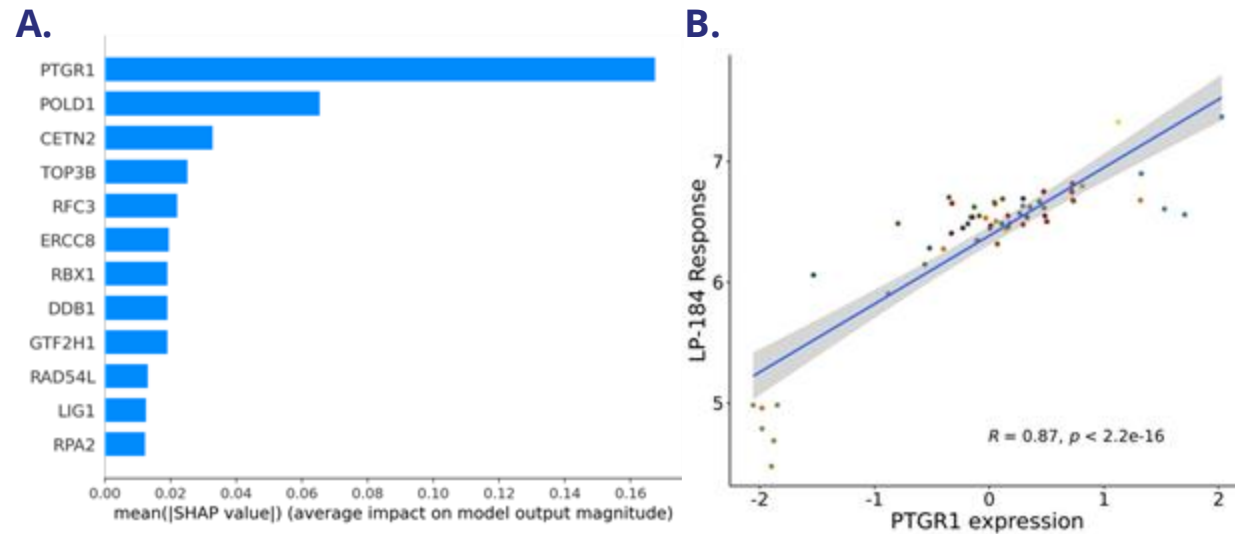 A.
PTGR1
POLD1
CETN2
TOP3B
RFC3
ERCC8
RBX1
DDB1
GTF2H1
RAD54L
LIG1
RPA2
0.00 0.02 0.04 0.06 0.08 0.10 0.12 0.14 0.16
mean(|SHAP value|) (average impact on model output magnitude)
B.
LP-184 Response
7
6
5
R = 0.87, p < 2.2e-16
-2 -1 0 1 2
PTGR1 expression